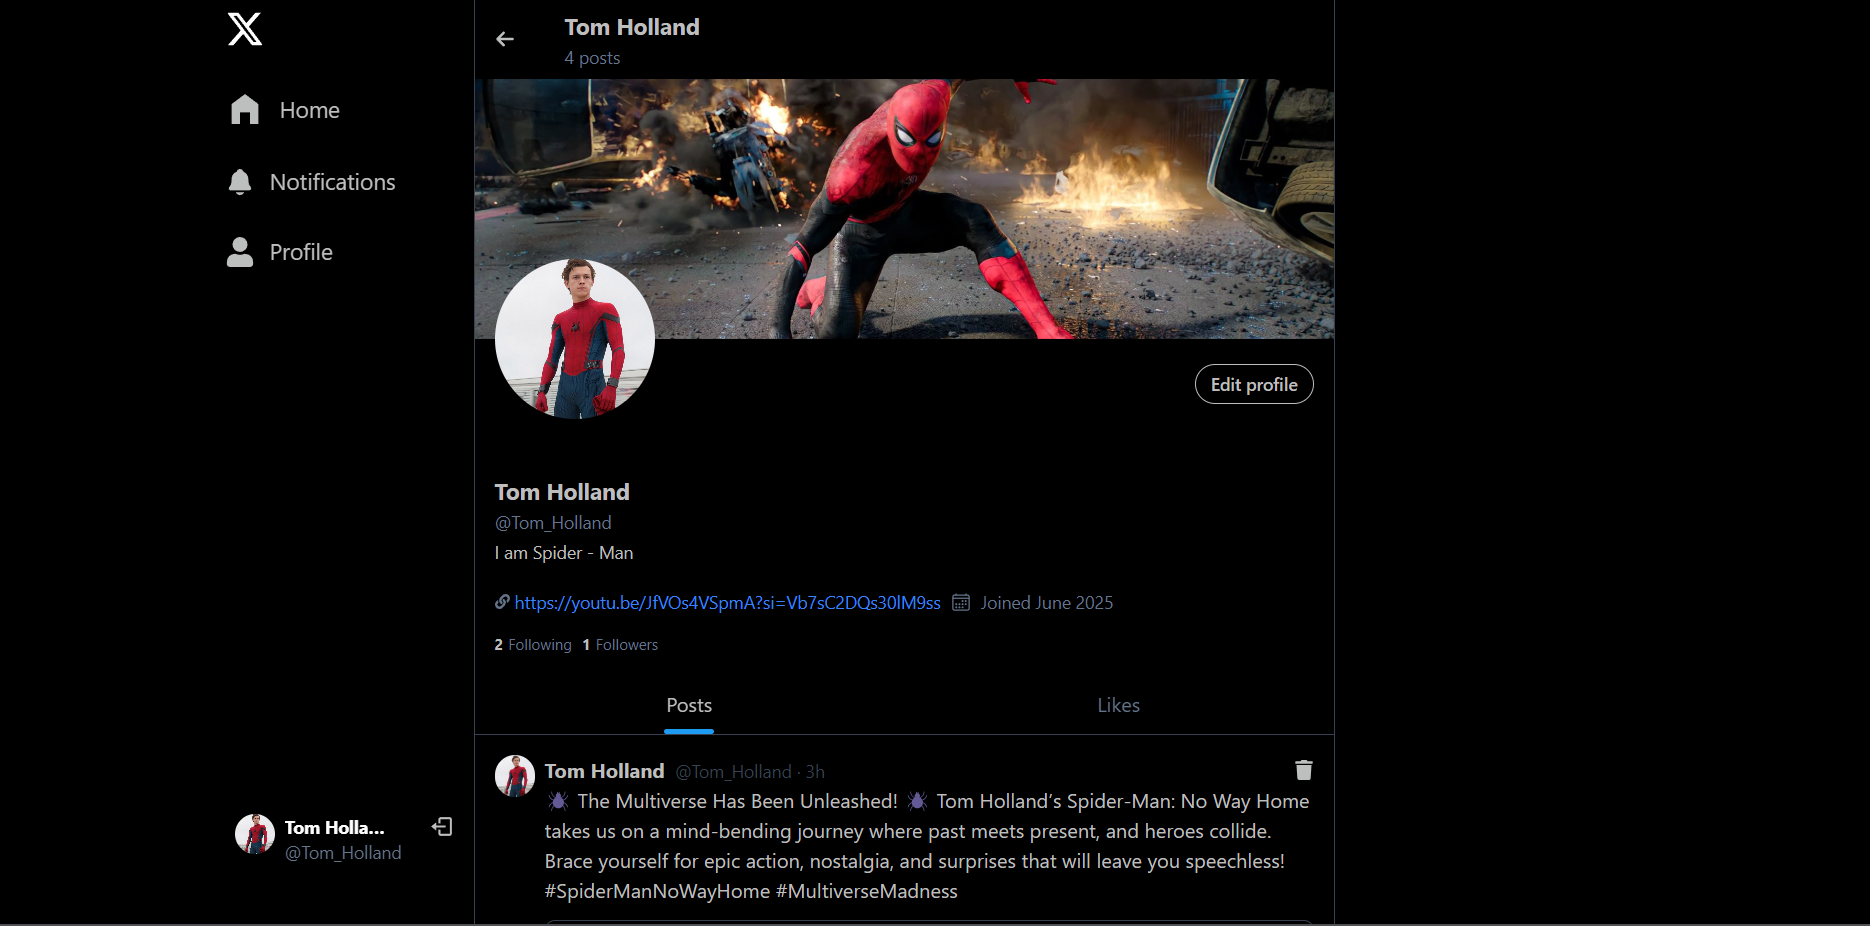 Home
Notifications
Profile
Tom Holla...
@Tom_Holland
Tom Holland
4 posts
Edit profile
Tom Holland
@Tom_Holland
I am Spider - Man
https://youtu.be/JfVOs4VSpmA?si=Vb7sC2DQs30lM9ss Joined June 2025
2 Following 1 Followers
Posts Likes
Tom Holland @Tom_Holland · 3h
🕷️ The Multiverse Has Been Unleashed! 🕷️ Tom Holland’s Spider-Man: No Way Home
takes us on a mind-bending journey where past meets present, and heroes collide.
Brace yourself for epic action, nostalgia, and surprises that will leave you speechless!
#SpiderManNoWayHome #MultiverseMadness